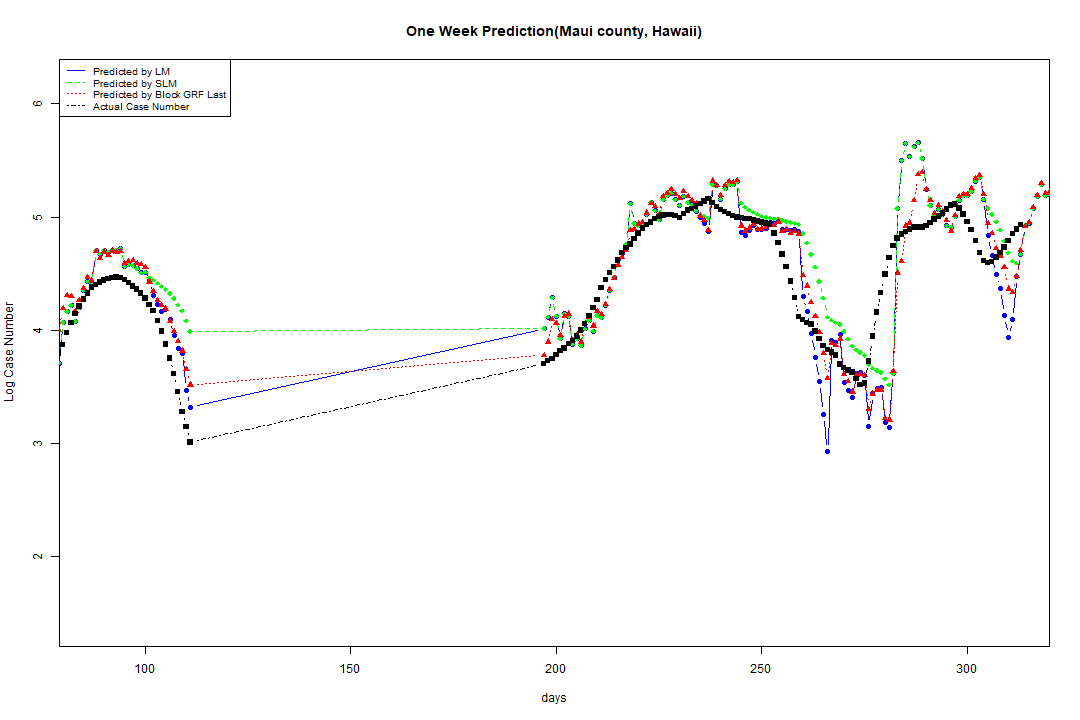 One Week Prediction(Maui county, Hawaii)
Predicted by LM
Predicted by SLM
Predicted by Block GRF Last
Actual Case Number
Log Case Number
6
5
4
3
2
100 150 200 250 300
days